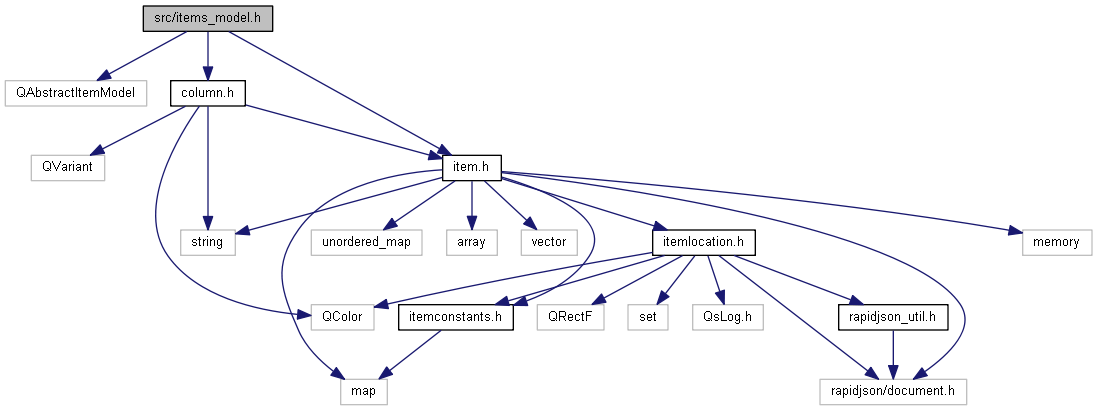 src/items_model.h
QAbstractItemModel
column.h
QVariant
item.h
string
unordered_map
array
vector
itemlocation.h
memory
QColor
itemconstants.h
QRectF
set
QsLog.h
rapidjson_util.h
map
rapidjson/document.h